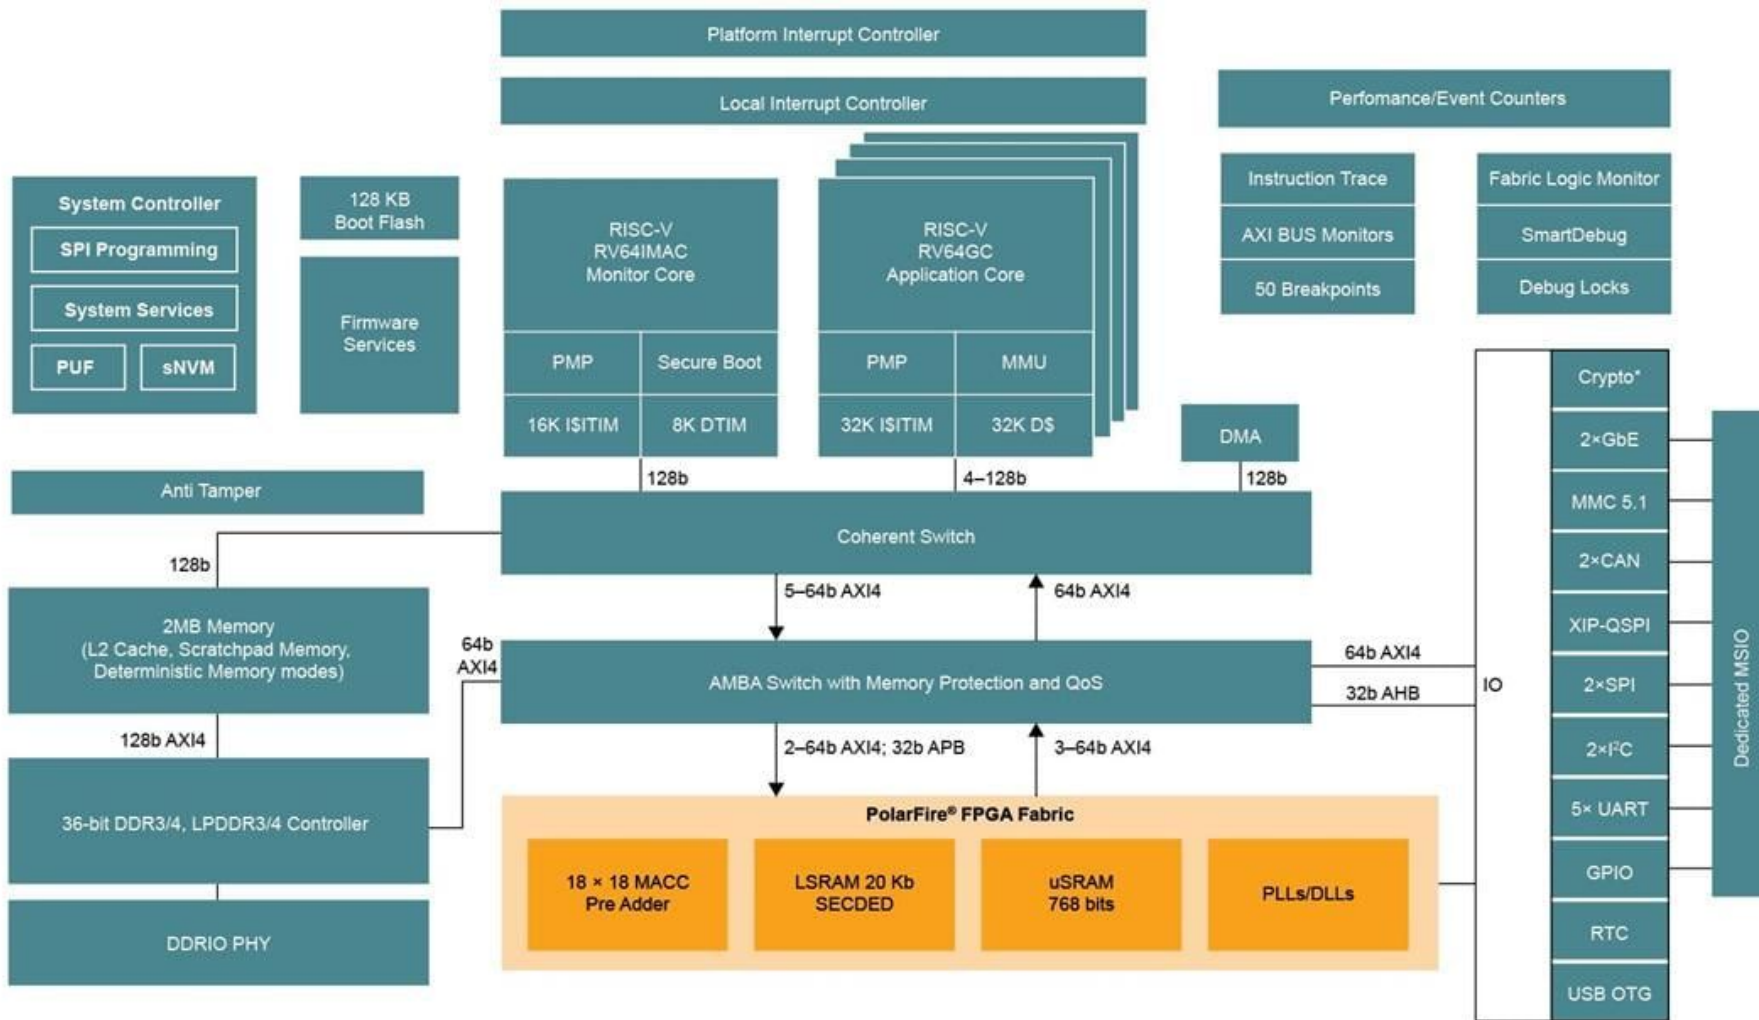 Platform Interrupt Controller
Local Interrupt Controller
Perfomance/Event Counters
Instruction Trace
AXI BUS Monitors
50 Breakpoints
Fabric Logic Monitor
SmartDebug
Debug Locks
System Controller
SPI Programming
System Services
PUF
sNVM
128 KB
Boot Flash
Firmware
Services
RISC-V
RV64IMAC
Monitor Core
PMP
Secure Boot
16K I$ITIM
8K DTIM
RISC-V
RV64GC
Application Core
PMP
MMU
32K I$ITIM
32K D$
DMA
Anti Tamper
128b
4–128b
128b
Coherent Switch
128b
5–64b AXI4
64b AXI4
2MB Memory
(L2 Cache, Scratchpad Memory,
Deterministic Memory modes)
64b
AXI4
AMBA Switch with Memory Protection and QoS
64b AXI4
32b AHB
IO
128b AXI4
2–64b AXI4; 32b APB
3–64b AXI4
36-bit DDR3/4, LPDDR3/4 Controller
DDRIO PHY
PolarFire® FPGA Fabric
18 × 18 MACC
Pre Adder
LSRAM 20 Kb
SECDED
uSRAM
768 bits
PLLs/DLLs
Crypto*
2×GbE
MMC 5.1
2×CAN
XIP-QSPI
2×SPI
2×I²C
5× UART
GPIO
RTC
USB OTG
Dedicated MSIO